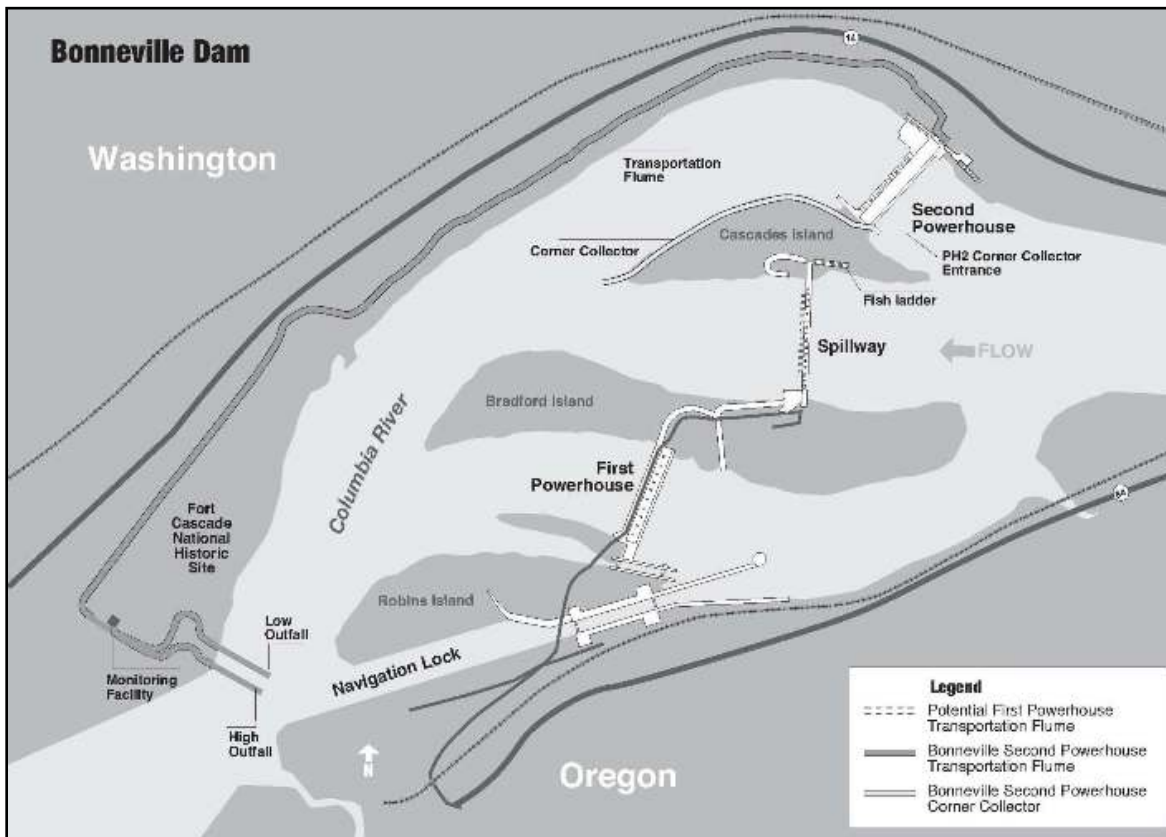 Bonneville Dam
14
Washington
Transportation
Flume
Second
Powerhouse
Cascades Island
Corner Collector
PH2 Corner Collector
Entrance
Fish ladder
Spillway
FLOW
Bradford Island
Columbia River
First
Powerhouse
Fort
Cascade
National
Historic
Site
Robins Island
Low
Outfall
Navigation Lock
Monitoring
Facility
High
Outfall
N
Oregon
Legend
Potential First Powerhouse
Transportation Flume
Bonneville Second Powerhouse
Transportation Flume
Bonneville Second Powerhouse
Corner Collector